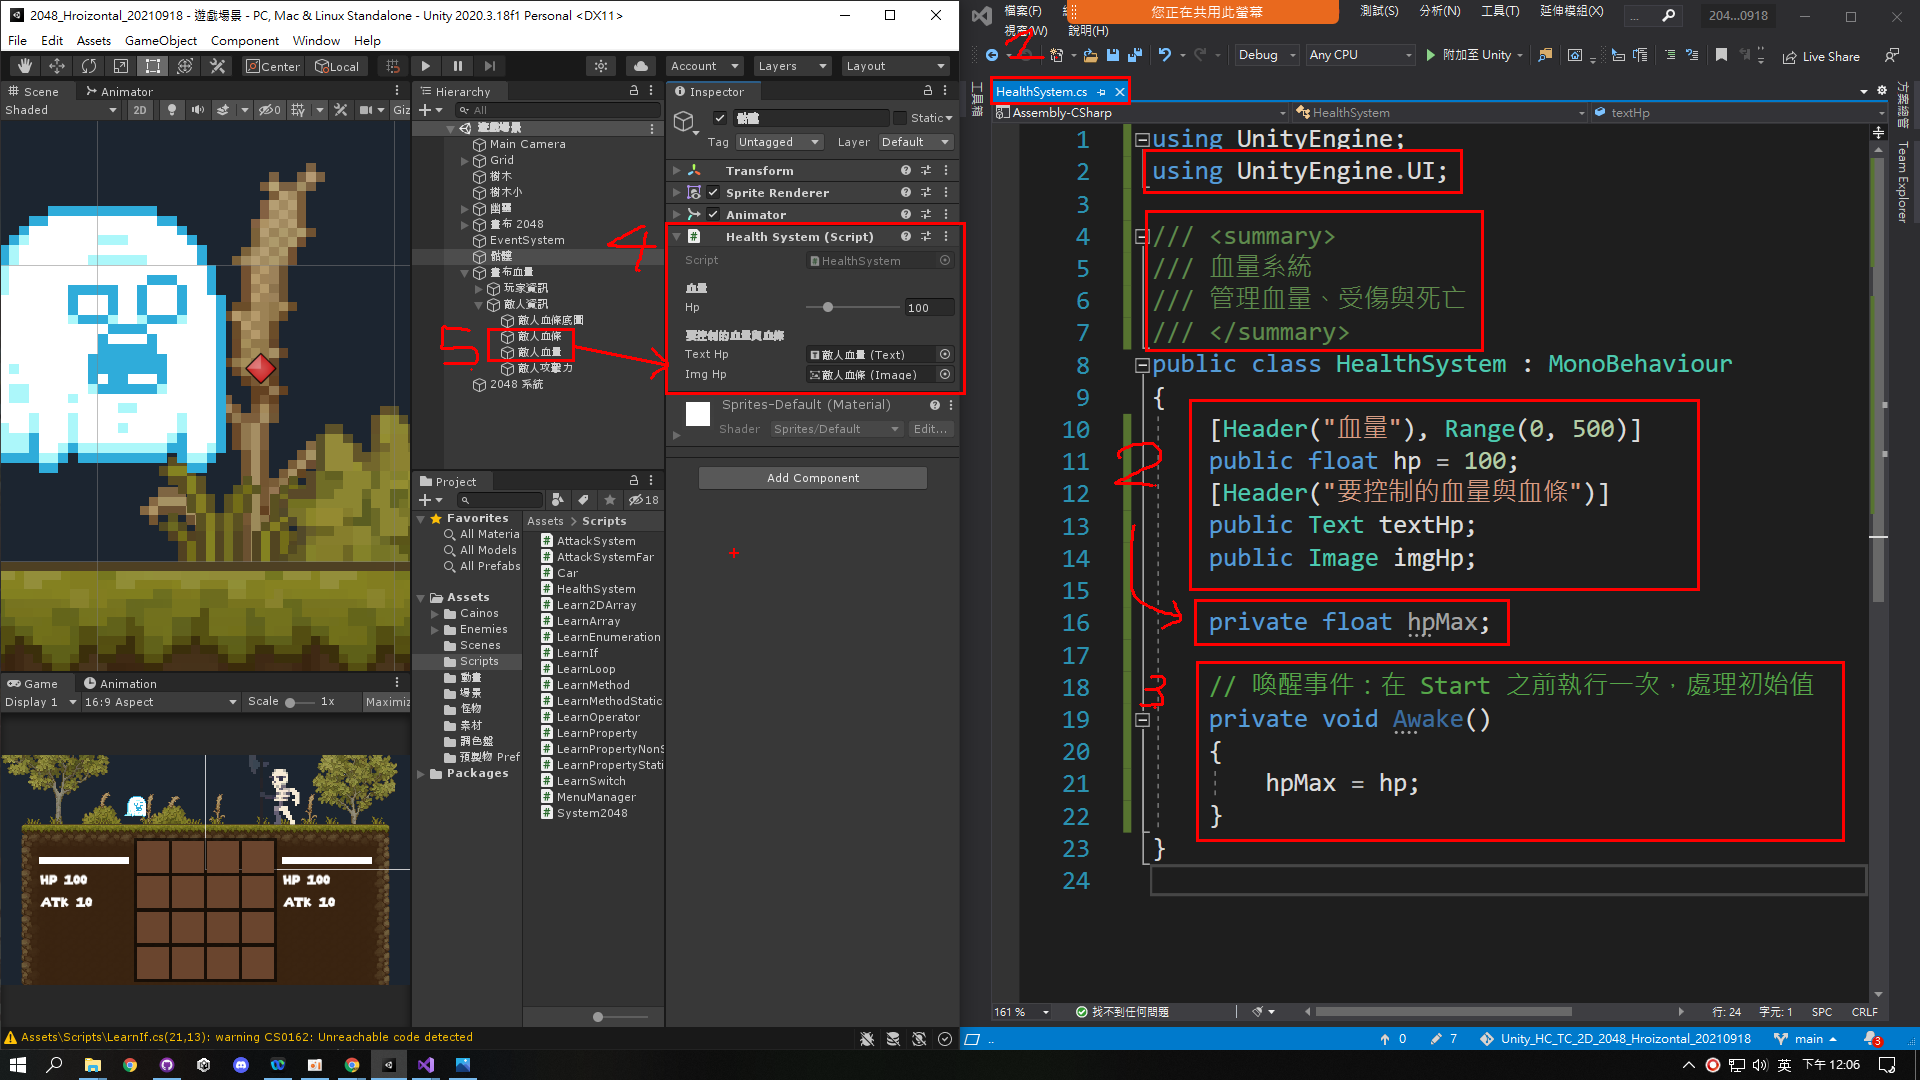 2048_Hroizontal_20210918 - 遊戲場景 - PC, Mac & Linux Standalone - Unity 2020.3.18f1 Personal <DX11>
File Edit Assets GameObject Component Window Help
Center Local
Account Layers Layout
Scene Animator
Shaded 2D 0 Giz
Hierarchy
All
遊戲場景
Main Camera
Grid
樹木
樹木小
幽靈
畫布 2048
EventSystem
骷髏
畫布血量
玩家資訊
敵人資訊
敵人血條底圖
敵人血條
敵人血量
敵人攻擊力
2048 系統
4
5
Inspector
骷髏 Static
Tag Untagged Layer Default
Transform
Sprite Renderer
Animator
Health System (Script)
Script HealthSystem
血量
Hp 100
要控制的血量與血條
Text Hp 敵人血量 (Text)
Img Hp 敵人血條 (Image)
Sprites-Default (Material)
Shader Sprites/Default Edit...
Add Component
Project
18
Favorites
All Materia
All Models
All Prefabs
Assets
Cainos
Enemies
Scenes
Scripts
動畫
場景
怪物
素材
調色盤
預製物 Pref
Packages
Assets > Scripts
AttackSystem
AttackSystemFar
Car
HealthSystem
Learn2DArray
LearnArray
LearnEnumeration
LearnIf
LearnLoop
LearnMethod
LearnMethodStatic
LearnOperator
LearnProperty
LearnPropertyNonS
LearnPropertyStati
LearnSwitch
MenuManager
System2048
Game Animation
Display 1 16:9 Aspect Scale 1x Maximiz
HP 100
ATK 10
HP 100
ATK 10
Assets\Scripts\LearnIf.cs(21,13): warning CS0162: Unreachable code detected
檔案(F) 您正在共用此螢幕 測試(S) 分析(N) 工具(T) 延伸模組(X) ... 204...0918
視窗(W) 說明(H)
1
Debug Any CPU 附加至 Unity Live Share
工具箱
方案總管
Team Explorer
HealthSystem.cs
Assembly-CSharp HealthSystem textHp
1 using UnityEngine;
2 using UnityEngine.UI;
3
4 /// <summary>
5 /// 血量系統
6 /// 管理血量、受傷與死亡
7 /// </summary>
8 public class HealthSystem : MonoBehaviour
9 {
10 [Header("血量"), Range(0, 500)]
11 public float hp = 100;
12 [Header("要控制的血量與血條")]
13 public Text textHp;
14 public Image imgHp;
15
16 private float hpMax;
17
18 // 喚醒事件：在 Start 之前執行一次，處理初始值
19 private void Awake()
20 {
21 hpMax = hp;
22 }
23 }
24
2
3
161 % 找不到任何問題 行: 24 字元: 1 SPC CRLF
.. 0 7 Unity_HC_TC_2D_2048_Hroizontal_20210918 main 3
英 下午 12:06